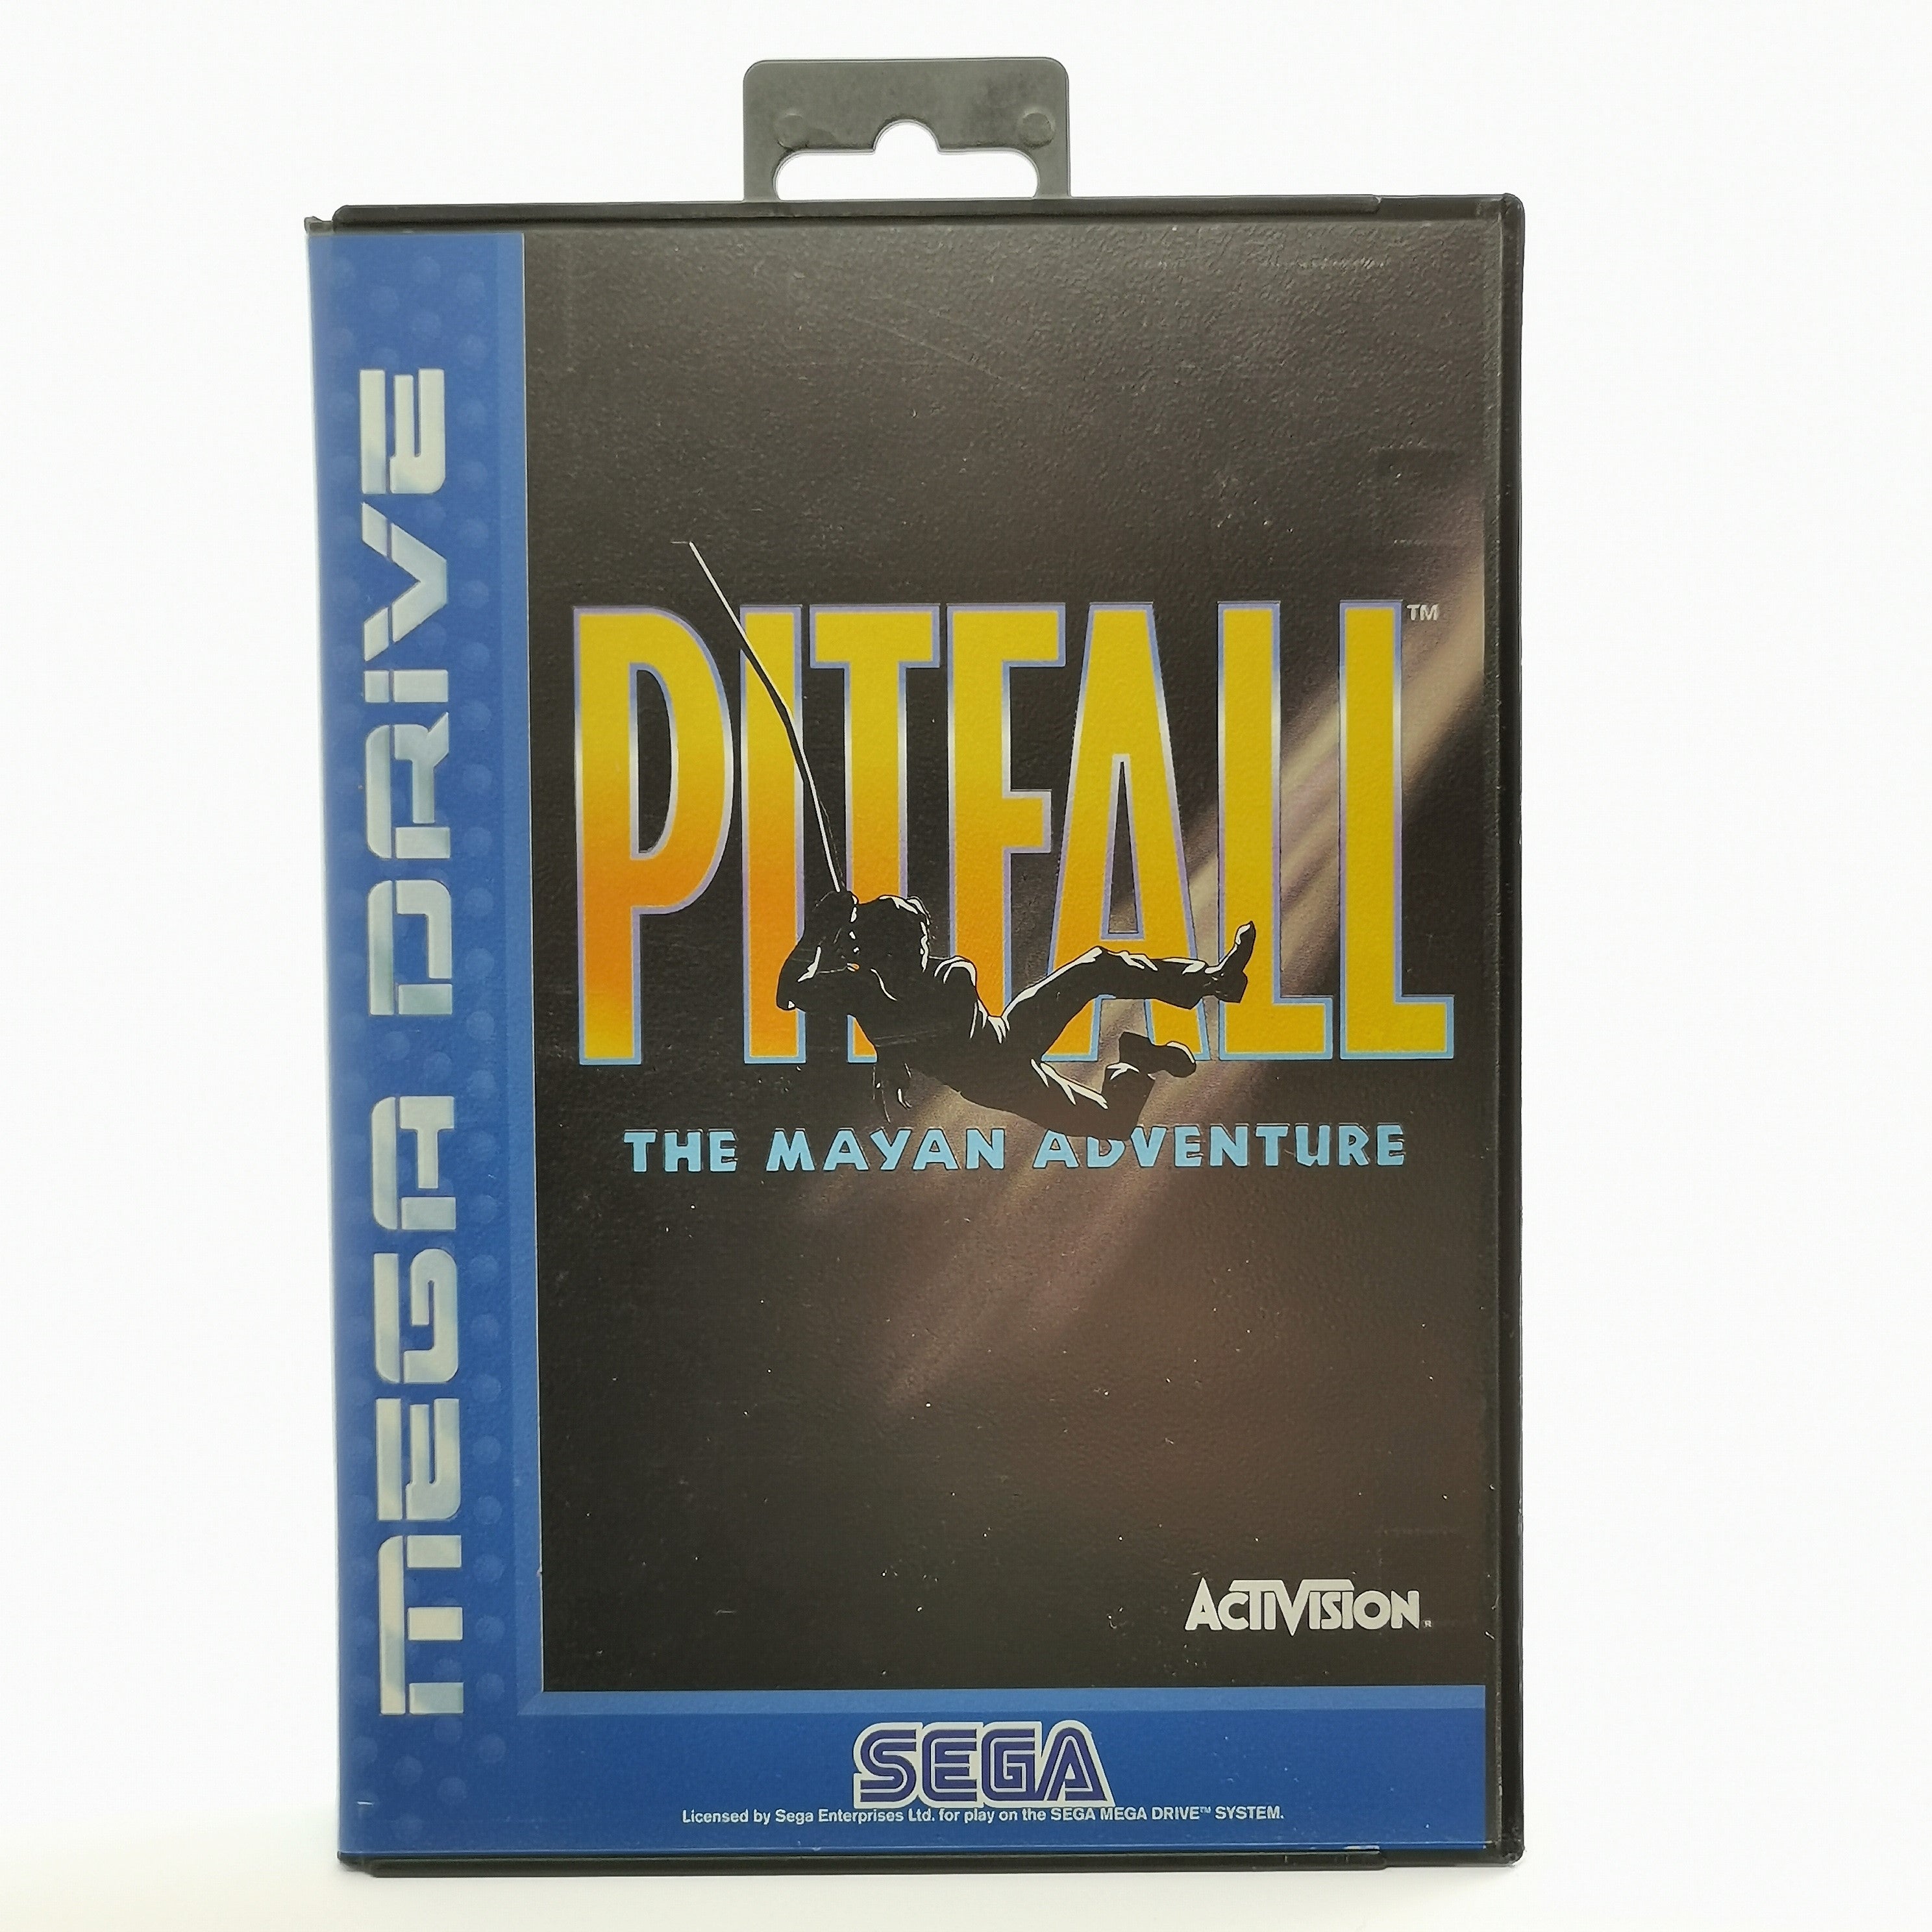 MEGA DRIVE
PITFALL™
THE MAYAN ADVENTURE
ACTIVISION®
SEGA
Licensed by Sega Enterprises Ltd. for play on the SEGA MEGA DRIVE™ SYSTEM.